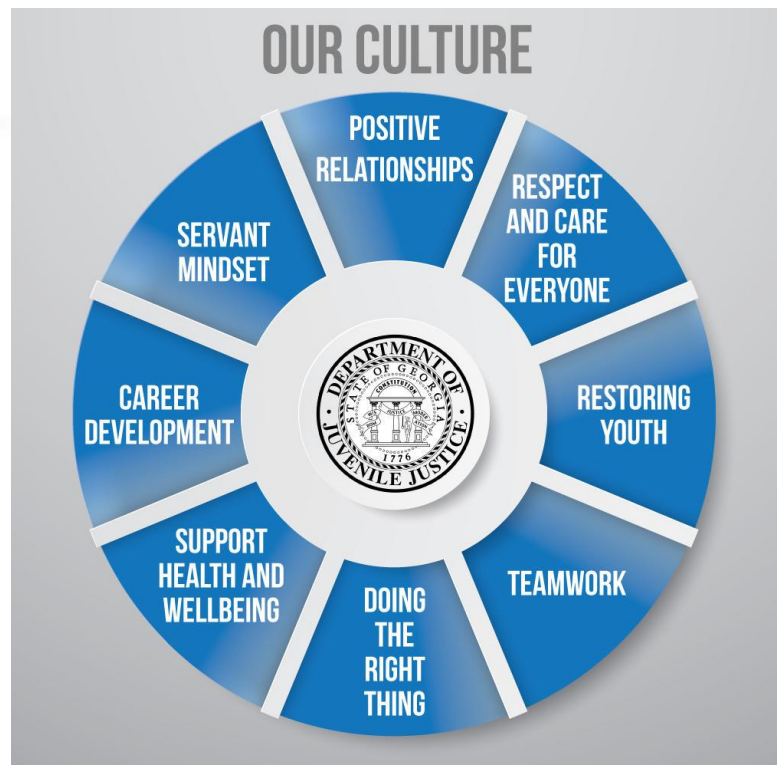 OUR CULTURE
POSITIVE
RELATIONSHIPS
RESPECT
AND CARE
FOR
EVERYONE
RESTORING
YOUTH
TEAMWORK
DOING
THE
RIGHT
THING
SUPPORT
HEALTH AND
WELLBEING
CAREER
DEVELOPMENT
SERVANT
MINDSET
DEPARTMENT OF
JUVENILE JUSTICE
STATE OF GEORGIA
CONSTITUTION
JUSTICE
1776